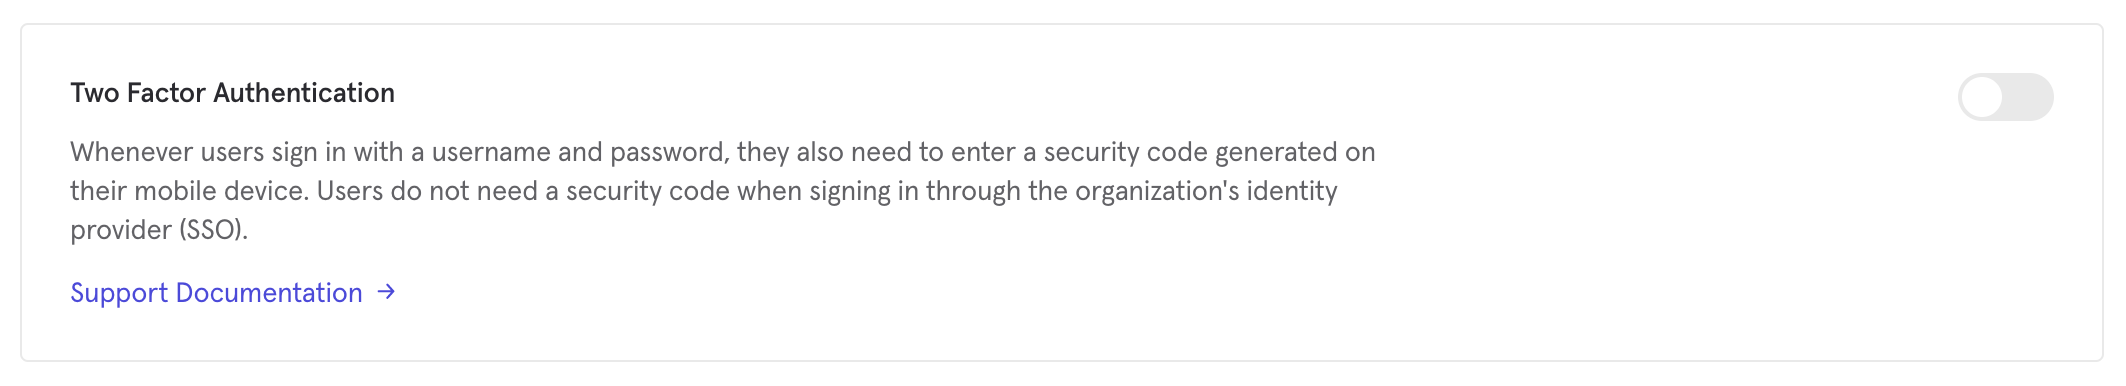 Two Factor Authentication
Whenever users sign in with a username and password, they also need to enter a security code generated on
their mobile device. Users do not need a security code when signing in through the organization's identity
provider (SSO).
Support Documentation →